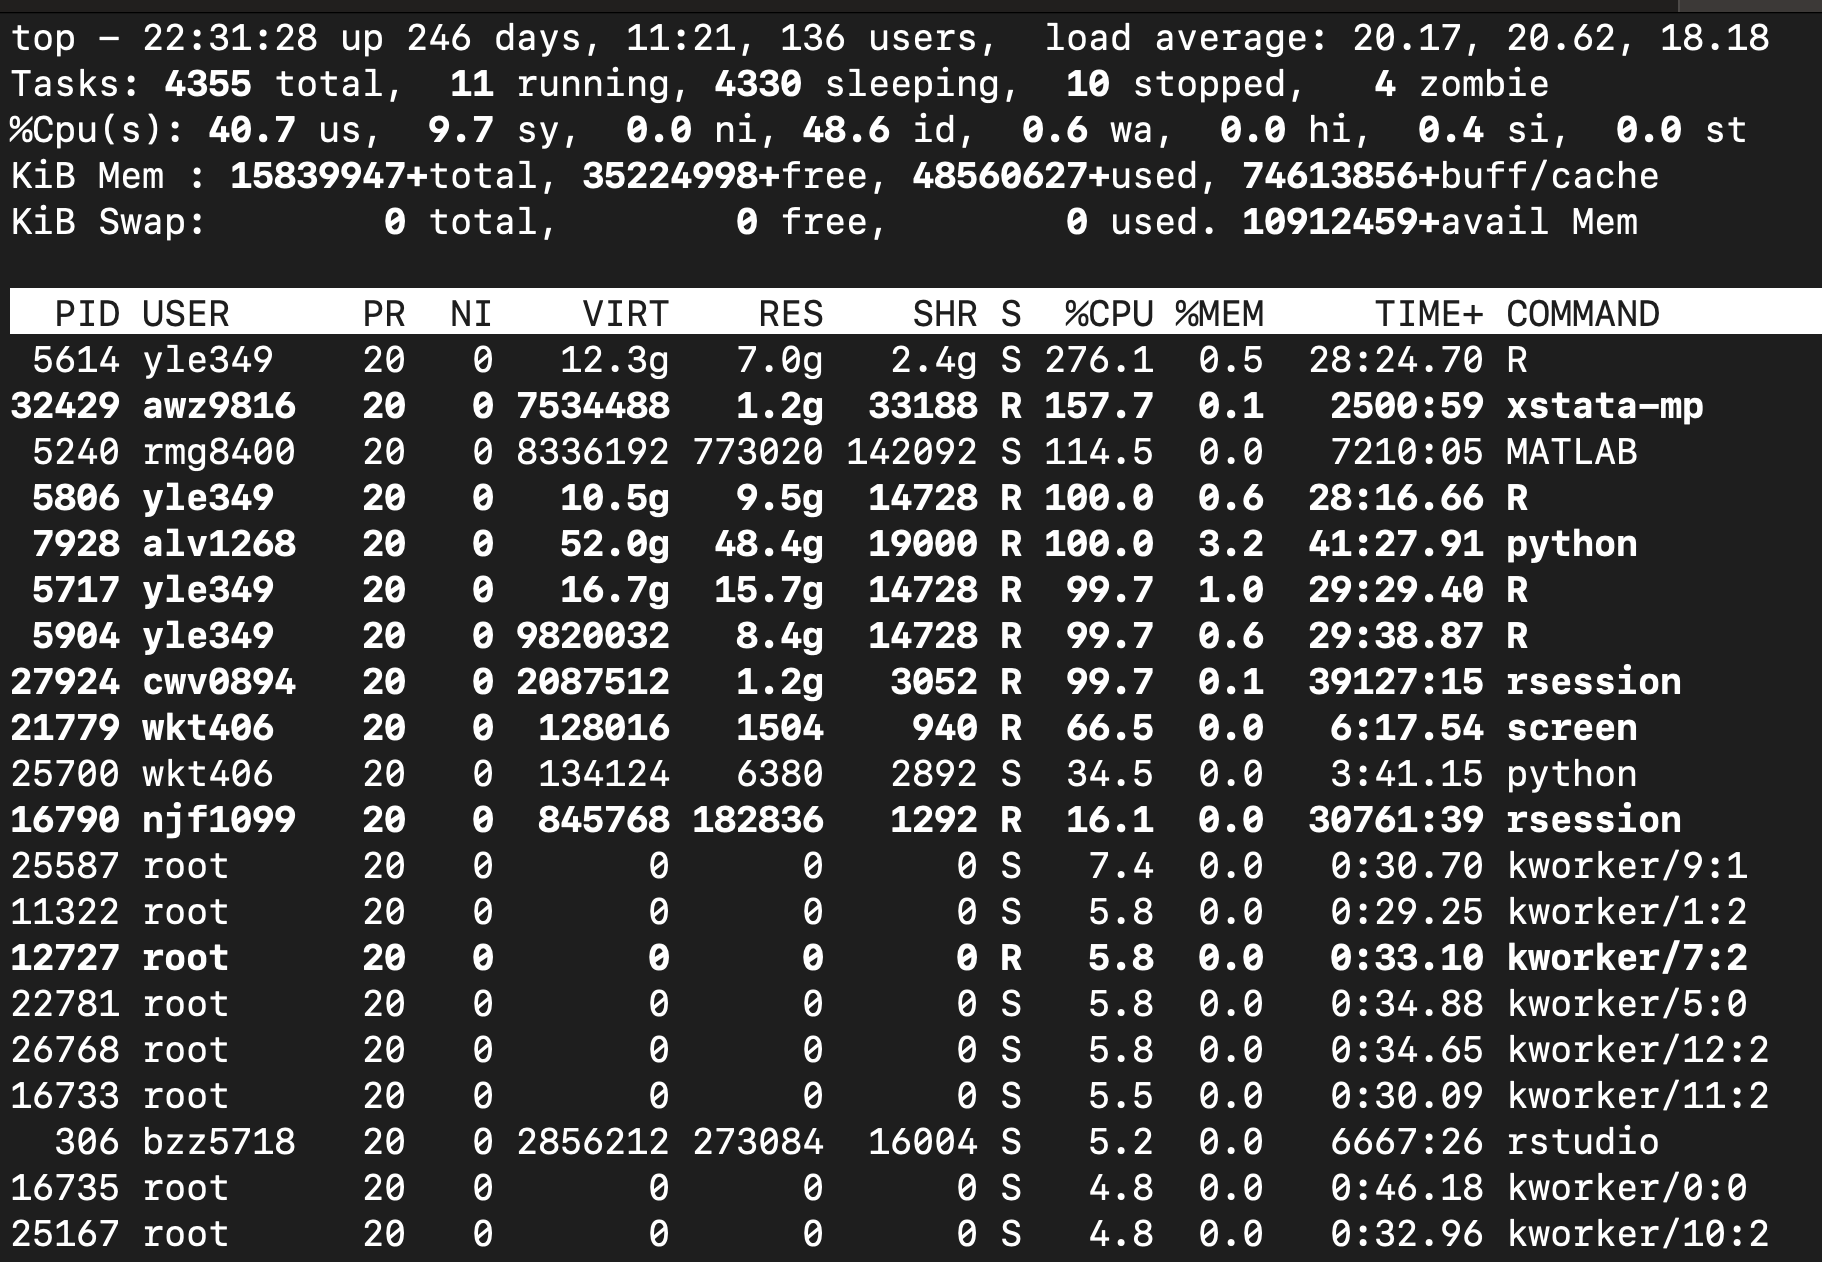 top – 22:31:28 up 246 days, 11:21, 136 users,  load average: 20.17, 20.62, 18.18
Tasks: 4355 total,  11 running, 4330 sleeping,  10 stopped,   4 zombie
%Cpu(s): 40.7 us,  9.7 sy,  0.0 ni, 48.6 id,  0.6 wa,  0.0 hi,  0.4 si,  0.0 st
KiB Mem : 15839947+total, 35224998+free, 48560627+used, 74613856+buff/cache
KiB Swap:        0 total,        0 free,        0 used. 10912459+avail Mem
  PID USER      PR  NI    VIRT    RES    SHR S  %CPU %MEM     TIME+ COMMAND
 5614 yle349    20   0   12.3g   7.0g   2.4g S 276.1  0.5  28:24.70 R
32429 awz9816   20   0 7534488   1.2g  33188 R 157.7  0.1   2500:59 xstata-mp
 5240 rmg8400   20   0 8336192 773020 142092 S 114.5  0.0   7210:05 MATLAB
 5806 yle349    20   0   10.5g   9.5g  14728 R 100.0  0.6  28:16.66 R
 7928 alv1268   20   0   52.0g  48.4g  19000 R 100.0  3.2  41:27.91 python
 5717 yle349    20   0   16.7g  15.7g  14728 R  99.7  1.0  29:29.40 R
 5904 yle349    20   0 9820032   8.4g  14728 R  99.7  0.6  29:38.87 R
27924 cwv0894   20   0 2087512   1.2g   3052 R  99.7  0.1  39127:15 rsession
21779 wkt406    20   0  128016   1504    940 R  66.5  0.0   6:17.54 screen
25700 wkt406    20   0  134124   6380   2892 S  34.5  0.0   3:41.15 python
16790 njf1099   20   0  845768 182836   1292 R  16.1  0.0  30761:39 rsession
25587 root      20   0       0      0      0 S   7.4  0.0   0:30.70 kworker/9:1
11322 root      20   0       0      0      0 S   5.8  0.0   0:29.25 kworker/1:2
12727 root      20   0       0      0      0 R   5.8  0.0   0:33.10 kworker/7:2
22781 root      20   0       0      0      0 S   5.8  0.0   0:34.88 kworker/5:0
26768 root      20   0       0      0      0 S   5.8  0.0   0:34.65 kworker/12:2
16733 root      20   0       0      0      0 S   5.5  0.0   0:30.09 kworker/11:2
  306 bzz5718   20   0 2856212 273084  16004 S   5.2  0.0   6667:26 rstudio
16735 root      20   0       0      0      0 S   4.8  0.0   0:46.18 kworker/0:0
25167 root      20   0       0      0      0 S   4.8  0.0   0:32.96 kworker/10:2